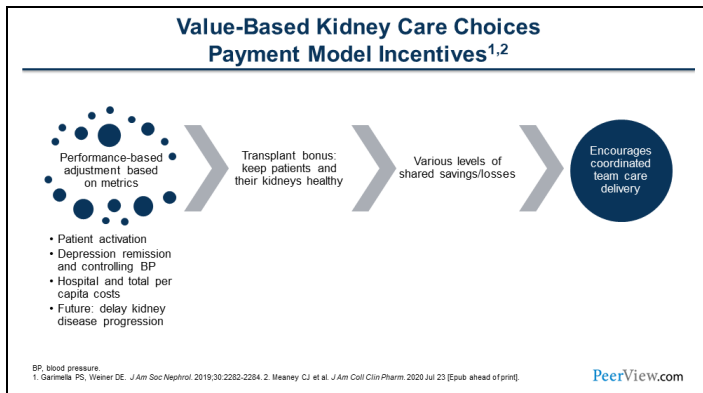 Value-Based Kidney Care Choices
Payment Model Incentives1,2
Performance-based
adjustment based
on metrics
• Patient activation
• Depression remission
and controlling BP
• Hospital and total per
capita costs
• Future: delay kidney
disease progression
Transplant bonus:
keep patients and
their kidneys healthy
Various levels of
shared savings/losses
Encourages
coordinated
team care
delivery
BP, blood pressure.
1. Garimella PS, Weiner DE. J Am Soc Nephrol. 2019;30:2282-2284. 2. Meaney CJ et al. J Am Coll Clin Pharm. 2020 Jul 23 [Epub ahead of print].
PeerView.com